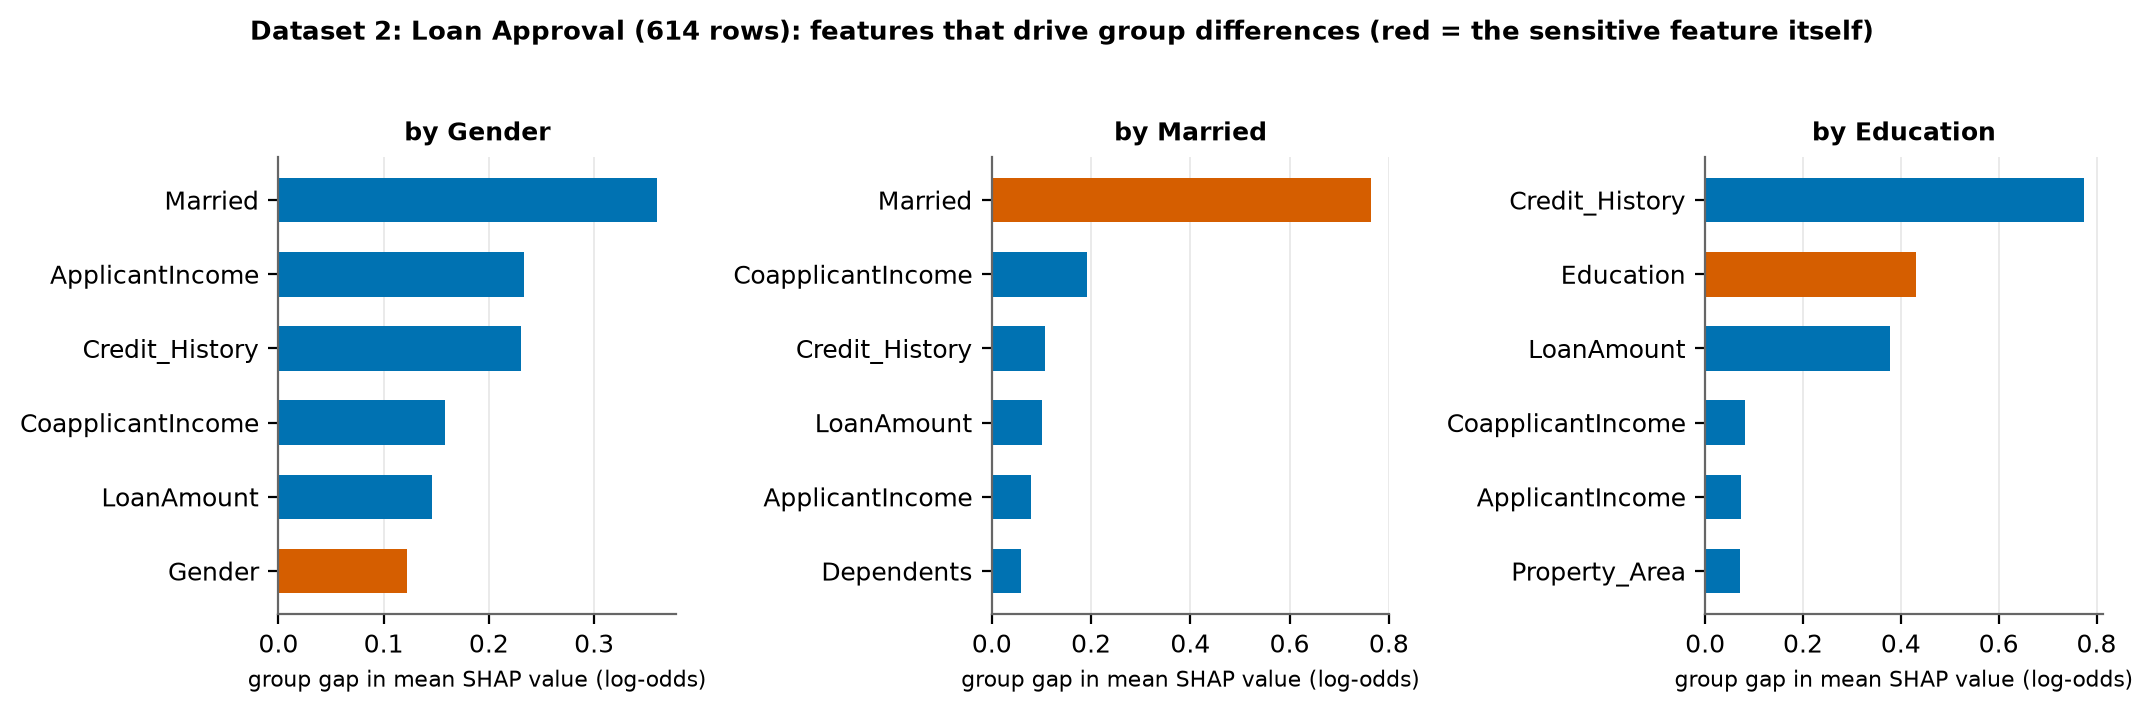 Dataset 2: Loan Approval (614 rows): features that drive group differences (red = the sensitive feature itself)
by Gender
Married
ApplicantIncome
Credit_History
CoapplicantIncome
LoanAmount
Gender
0.0 0.1 0.2 0.3
group gap in mean SHAP value (log-odds)
by Married
Married
CoapplicantIncome
Credit_History
LoanAmount
ApplicantIncome
Dependents
0.0 0.2 0.4 0.6 0.8
group gap in mean SHAP value (log-odds)
by Education
Credit_History
Education
LoanAmount
CoapplicantIncome
ApplicantIncome
Property_Area
0.0 0.2 0.4 0.6 0.8
group gap in mean SHAP value (log-odds)